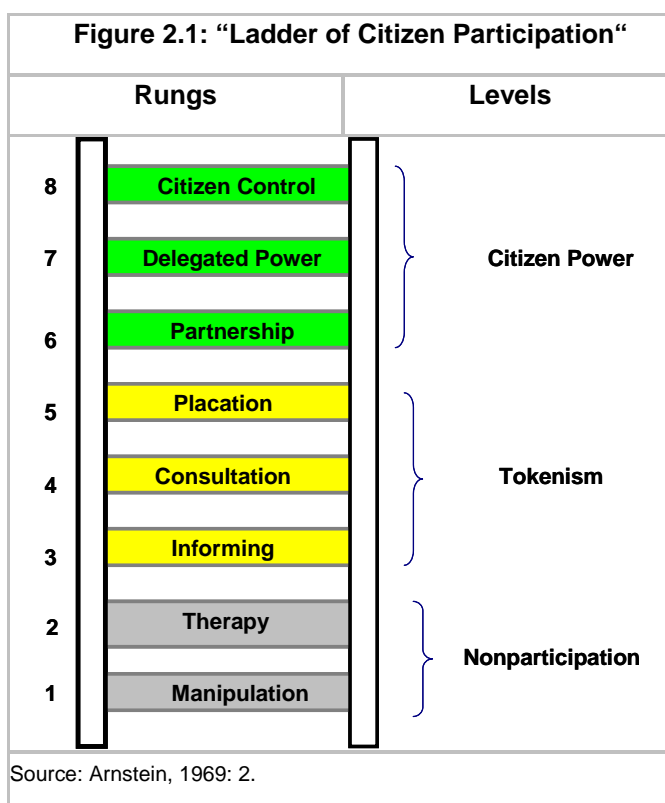 Figure 2.1: “Ladder of Citizen Participation“
Rungs Levels
8 Citizen Control
7 Delegated Power Citizen Power
6 Partnership
5 Placation
4 Consultation Tokenism
3 Informing
2 Therapy
Nonparticipation
1 Manipulation
Source: Arnstein, 1969: 2.